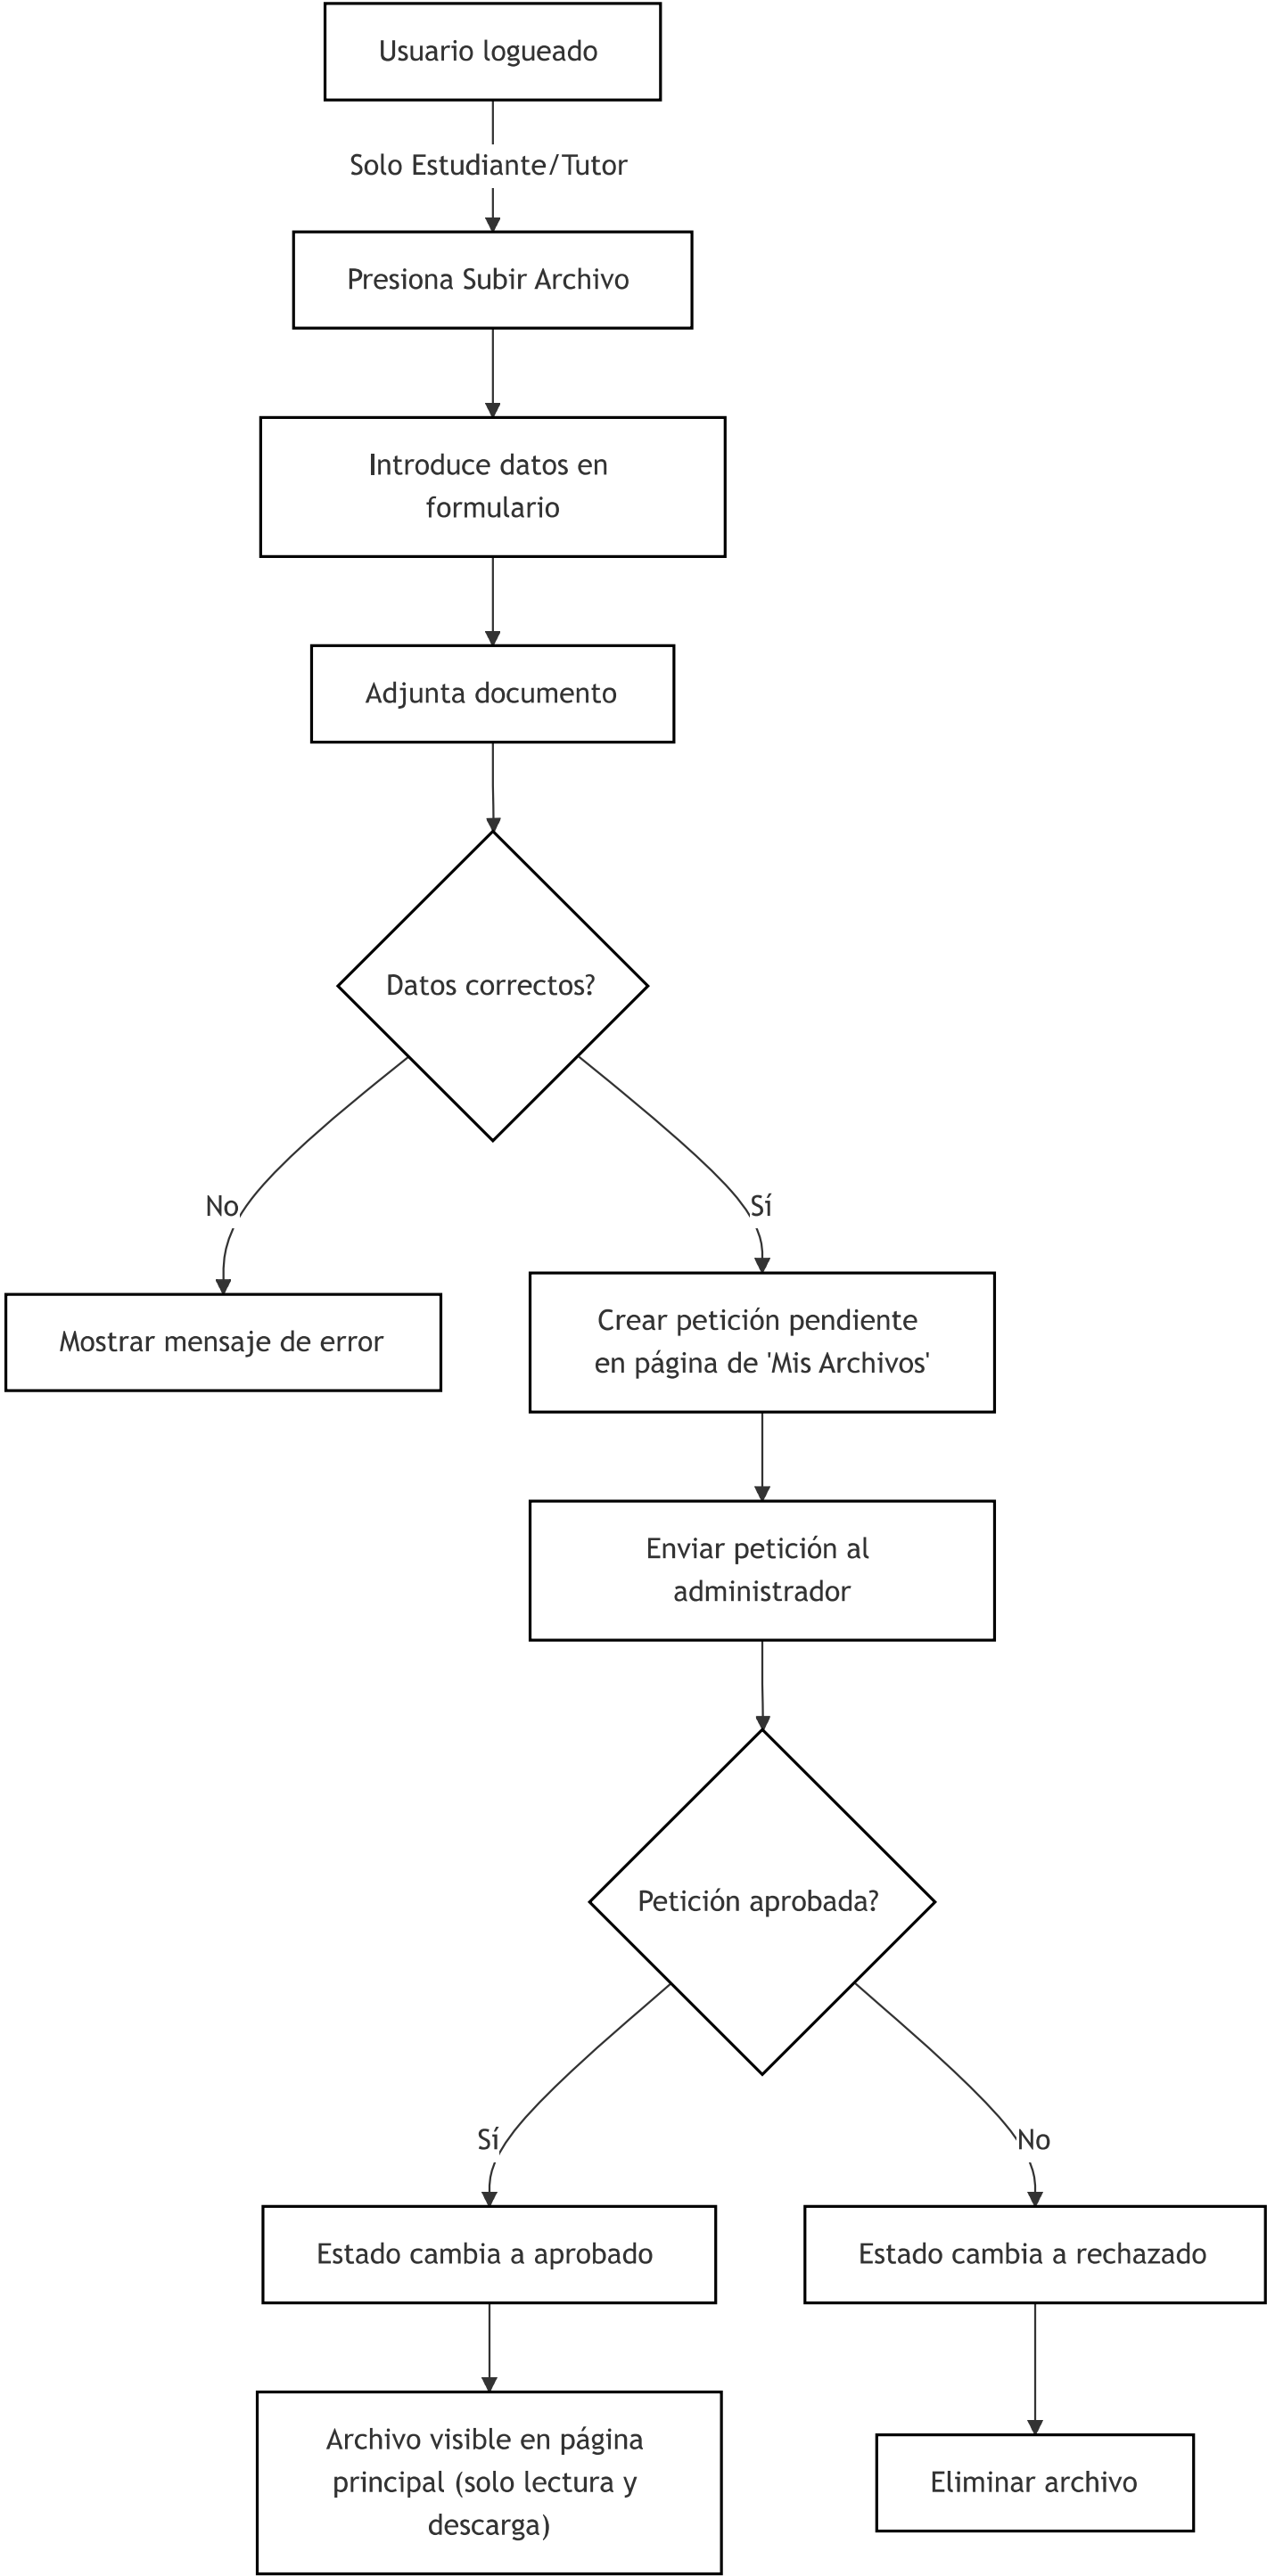 Usuario logueado
Solo Estudiante/Tutor
Presiona Subir Archivo
Introduce datos en
formulario
Adjunta documento
Datos correctos?
No
Sí
Mostrar mensaje de error
Crear petición pendiente
en página de 'Mis Archivos'
Enviar petición al
administrador
Petición aprobada?
Sí
No
Estado cambia a aprobado
Estado cambia a rechazado
Archivo visible en página
principal (solo lectura y
descarga)
Eliminar archivo